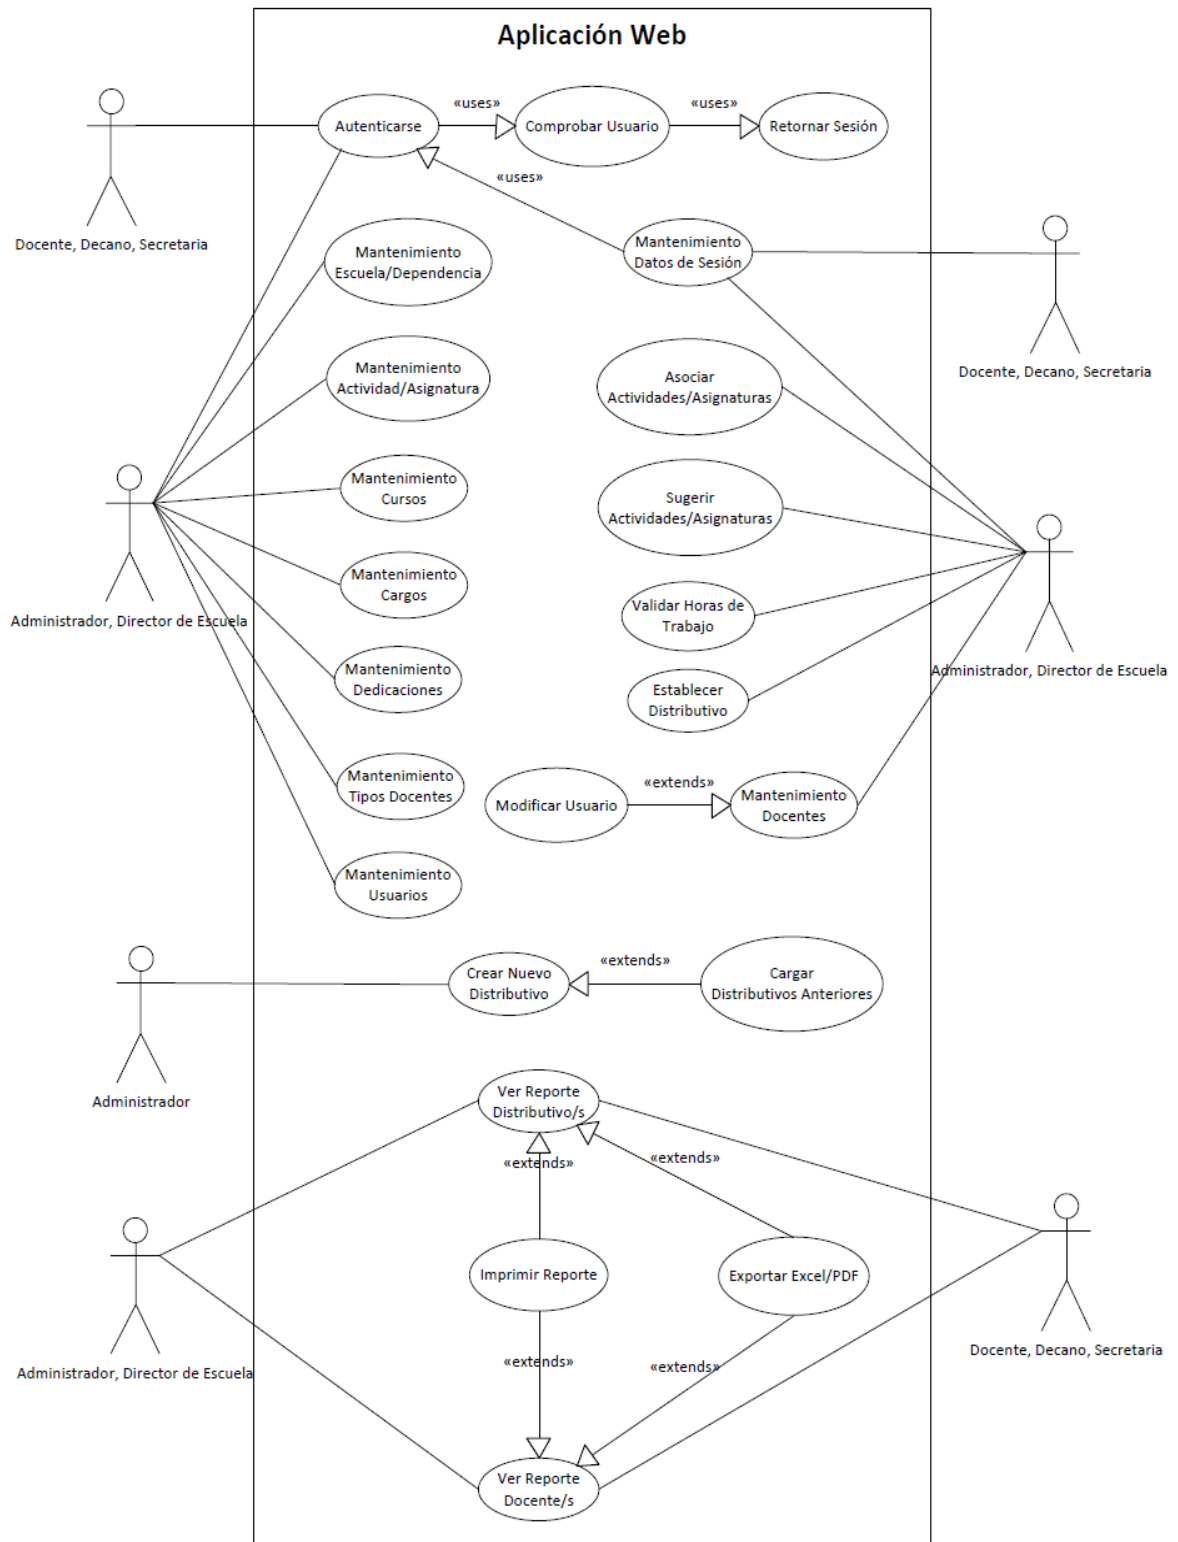 Aplicación Web
«uses»
«uses»
Autenticarse
Comprobar Usuario
Retornar Sesión
«uses»
Docente, Decano, Secretaria
Mantenimiento
Datos de Sesión
Mantenimiento
Escuela/Dependencia
Docente, Decano, Secretaria
Mantenimiento
Actividad/Asignatura
Asociar
Actividades/Asignaturas
Mantenimiento
Cursos
Sugerir
Actividades/Asignaturas
Mantenimiento
Cargos
Validar Horas de
Trabajo
Administrador, Director de Escuela
Administrador, Director de Escuela
Mantenimiento
Dedicaciones
Establecer
Distributivo
Mantenimiento
Tipos Docentes
«extends»
Modificar Usuario
Mantenimiento
Docentes
Mantenimiento
Usuarios
Crear Nuevo
Distributivo
«extends»
Cargar
Distributivos Anteriores
Administrador
Ver Reporte
Distributivo/s
«extends»
«extends»
Imprimir Reporte
Exportar Excel/PDF
Administrador, Director de Escuela
Docente, Decano, Secretaria
«extends»
«extends»
Ver Reporte
Docente/s